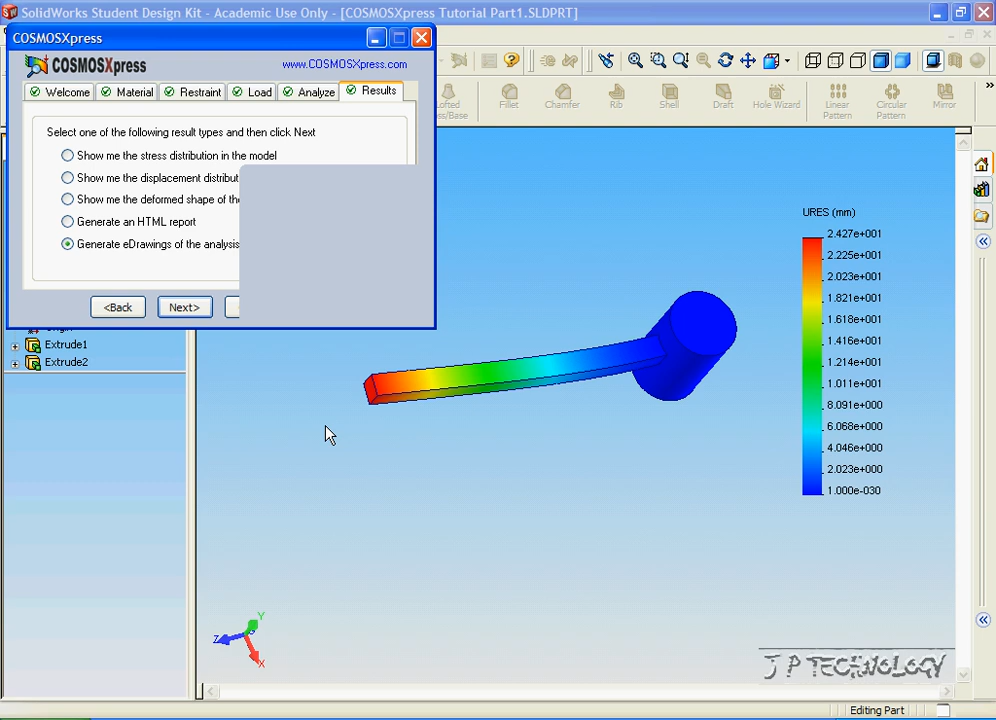 SolidWorks Student Design Kit - Academic Use Only - [COSMOSXpress Tutorial Part1.SLDPRT]
COSMOSXpress
COSMOSXpress
www.COSMOSXpress.com
Welcome Material Restraint Load Analyze Results
Select one of the following result types and then click Next
Show me the stress distribution in the model
Show me the displacement
Show me the deformed shape of
Generate an HTML report
Generate eDrawings of the analysis
<Back Next>
Fillet Chamfer Rib Shell Draft Hole Wizard Linear Pattern Circular Pattern Mirror
Extrude1
Extrude2
URES (mm)
2.427e+001
2.225e+001
2.023e+001
1.821e+001
1.618e+001
1.416e+001
1.214e+001
1.011e+001
8.091e+000
6.068e+000
4.046e+000
2.023e+000
1.000e-030
Y
Z
X
J P TECHNOLOGY
Editing Part